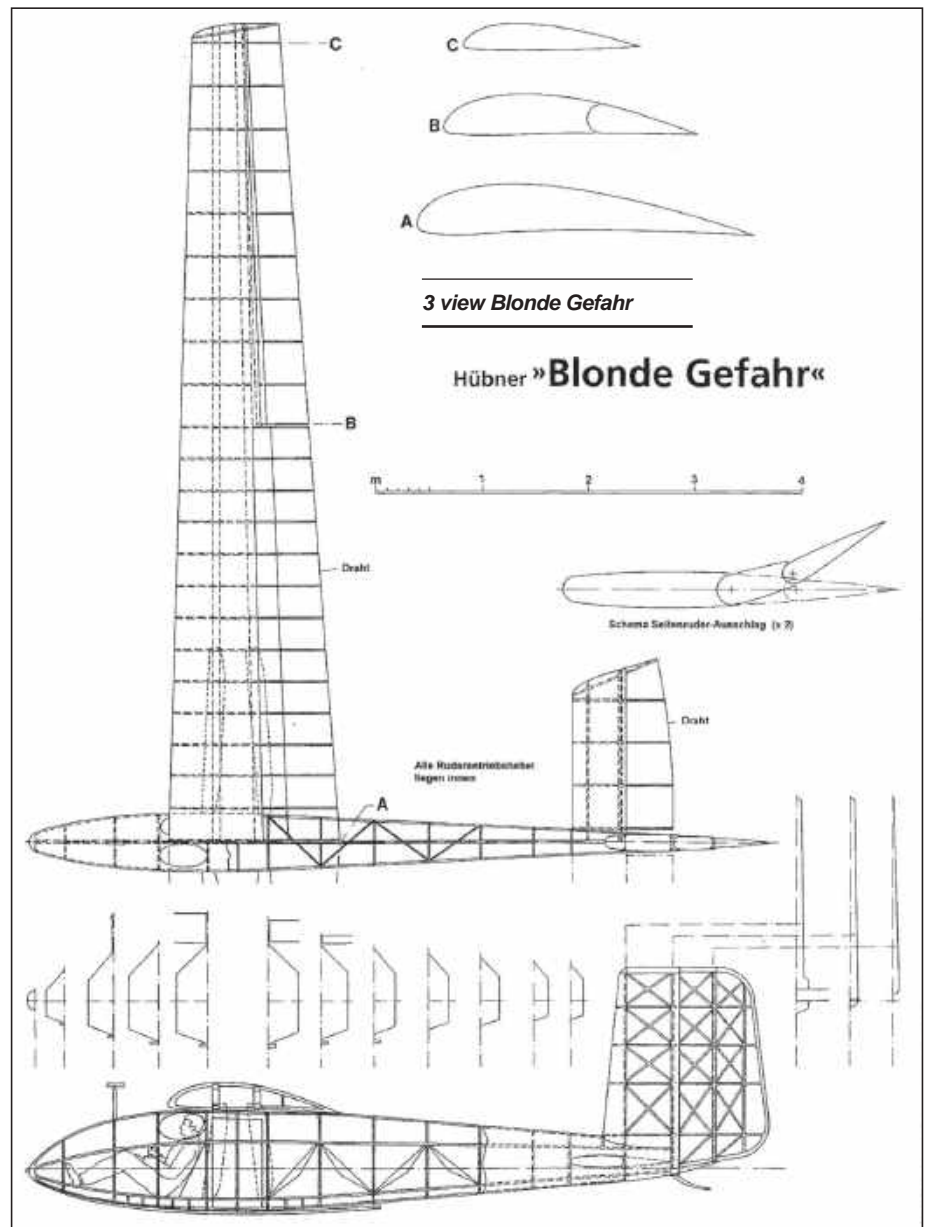 C
C
B
A
3 view Blonde Gefahr
Hübner »Blonde Gefahr«
B
m 1 2 3 4
Draht
Schema Seitenruder-Ausschlag (x 2)
Draht
Alle Ruderantriebshebel
liegen innen
A